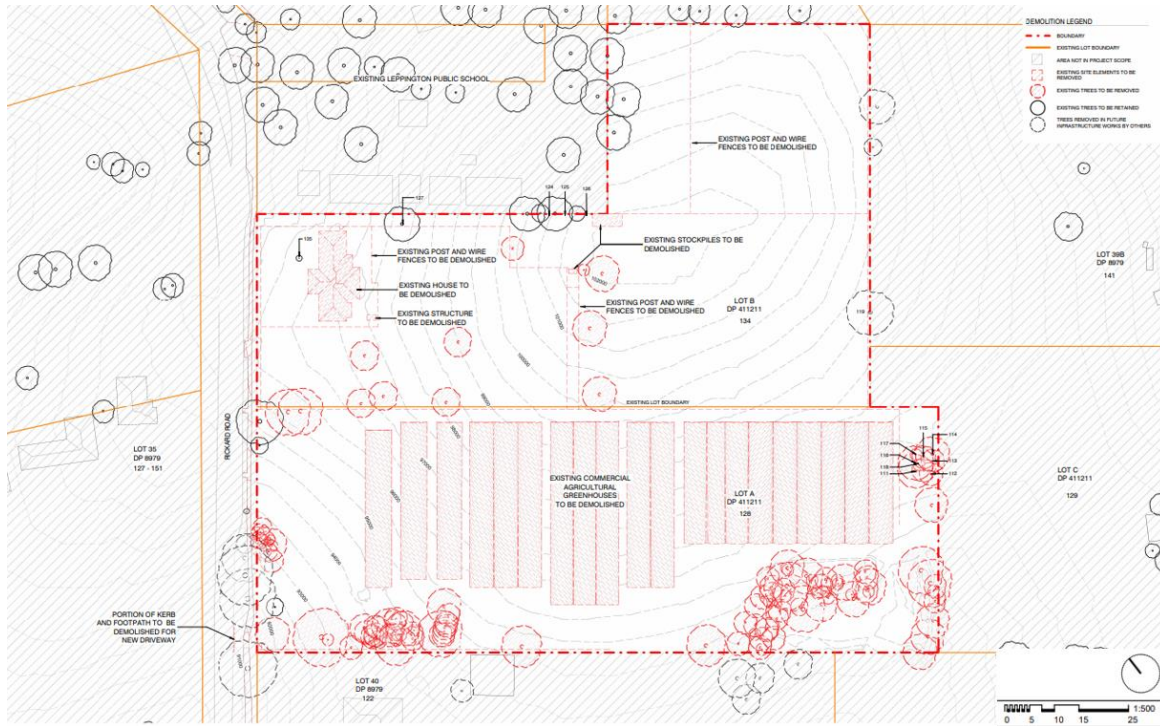 DEMOLITION LEGEND
BOUNDARY
EXISTING LOT BOUNDARY
AREA NOT IN PROJECT SCOPE
EXISTING SITE ELEMENTS TO BE
REMOVED
EXISTING TREES TO BE REMOVED
EXISTING TREES TO BE RETAINED
TREES REMOVED IN FUTURE
INFRASTRUCTURE WORKS BY OTHERS
EXISTING LEPPINGTON PUBLIC SCHOOL
EXISTING POST AND WIRE
FENCES TO BE DEMOLISHED
124
125
126
127
EXISTING STOCKPILES TO BE
DEMOLISHED
EXISTING POST AND WIRE
FENCES TO BE DEMOLISHED
EXISTING HOUSE TO
BE DEMOLISHED
EXISTING STRUCTURE
TO BE DEMOLISHED
EXISTING POST AND WIRE
FENCES TO BE DEMOLISHED
LOT 39B
DP 8979
141
LOT B
DP 411211
134
119
EXISTING LOT BOUNDARY
RICKARD ROAD
LOT 35
DP 8979
127 - 151
EXISTING COMMERCIAL
AGRICULTURAL
GREENHOUSES
TO BE DEMOLISHED
LOT A
DP 411211
128
115
114
117
113
112
111
LOT C
DP 411211
129
PORTION OF KERB
AND FOOTPATH TO BE
DEMOLISHED FOR
NEW DRIVEWAY
LOT 40
DP 8979
122
1:500
0 5 10 15 25